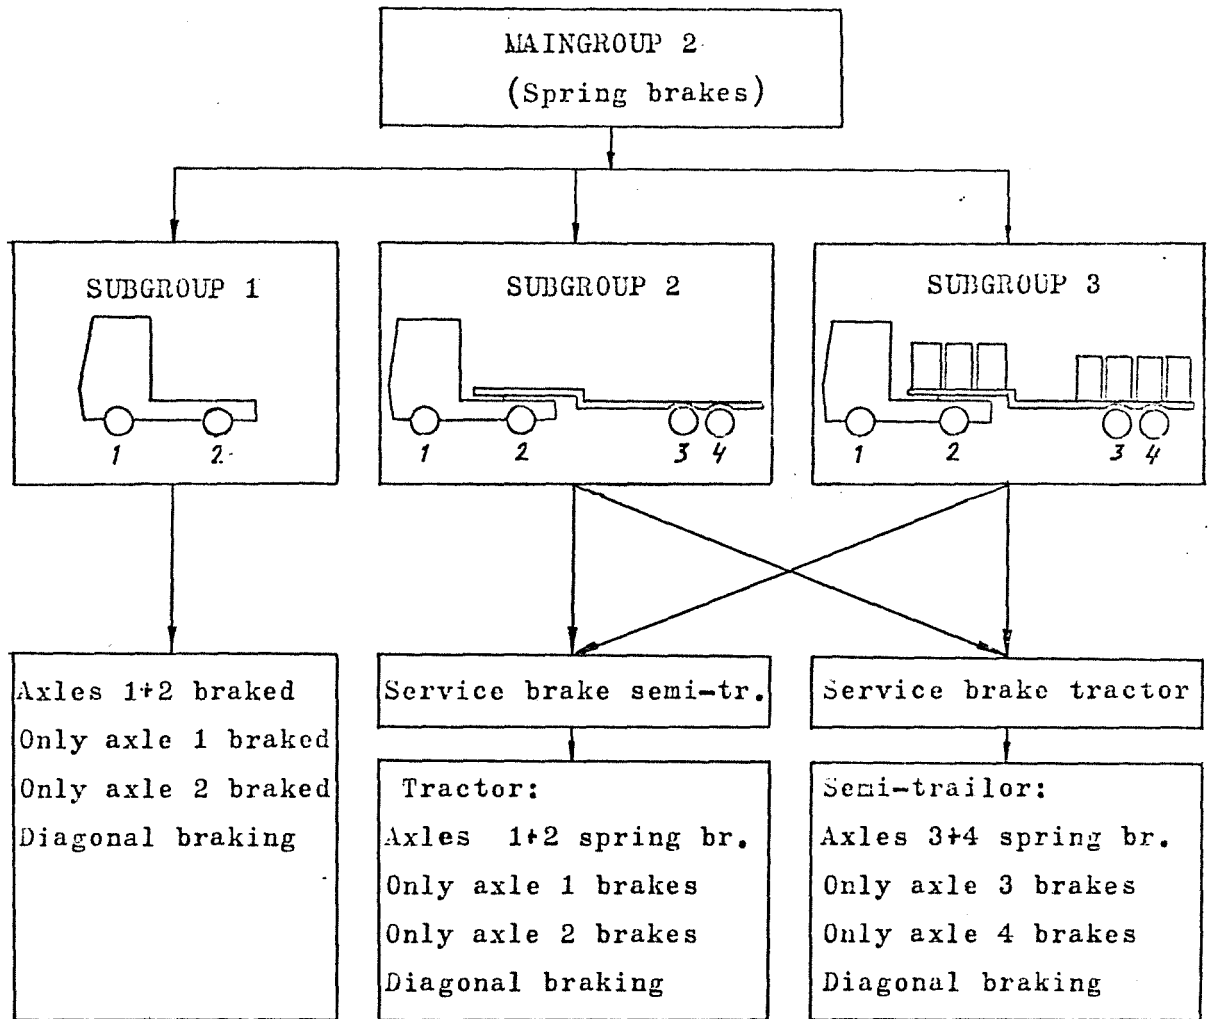 MAINGROUP 2
(Spring brakes)
SUBGROUP 1
1 2
SUBGROUP 2
1 2 3 4
SUBGROUP 3
1 2 3 4
Axles 1+2 braked
Only axle 1 braked
Only axle 2 braked
Diagonal braking
Service brake semi-tr.
Tractor:
Axles 1+2 spring br.
Only axle 1 brakes
Only axle 2 brakes
Diagonal braking
Service brake tractor
Semi-trailor:
Axles 3+4 spring br.
Only axle 3 brakes
Only axle 4 brakes
Diagonal braking